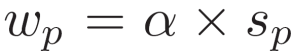 w_p = α × s_p